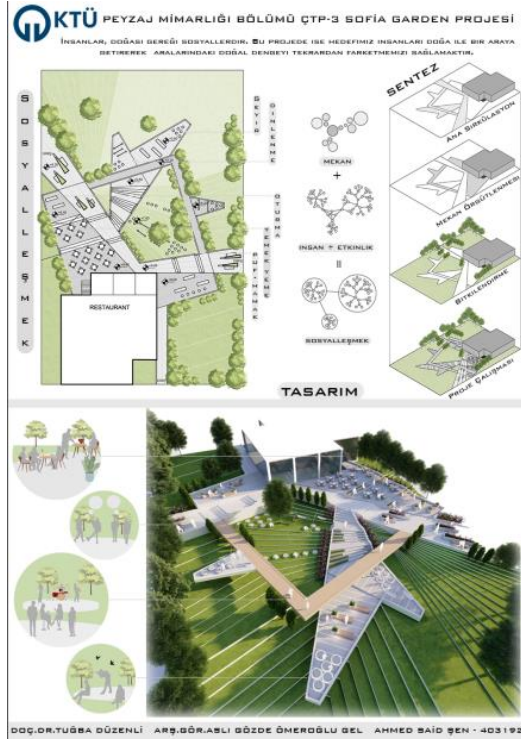 KTÜ PEYZAJ MİMARLIĞI BÖLÜMÜ ÇTP-3 SOFİA GARDEN PROJESİ
İNSANLAR, DOĞASI GEREĞİ SOSYALLERDİR. BU PROJEDE İSE HEDEFİMİZ İNSANLARI DOĞA İLE BİR ARAYA
GETİREREK ARALARINDAKİ DOĞAL DENGEYİ TEKRARDAN FARKETMEMİZİ SAĞLAMAKTIR.
SOSYALLEŞMEK
SEYİR
DİNLENME
OTURMA
YEME-İÇME
RESTAURANT
MEKAN
+
İNSAN + ETKİNLİK
=
SOSYALLEŞMEK
SENTEZ
ANA SİRKÜLASYON
MEKAN ÖRGÜTLENMESİ
BİTKİLENDİRME
PROJE ÇALIŞMASI
TASARIM
DOÇ.DR.TUĞBA DÜZENLİ ARŞ.GÖR.ASLI GÖZDE ÖMEROĞLU GEL AHMED SAİD ŞEN - 403192